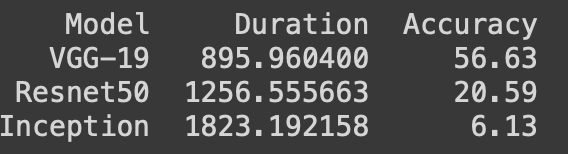 Model Duration Accuracy
VGG-19 895.960400 56.63
Resnet50 1256.555663 20.59
Inception 1823.192158 6.13